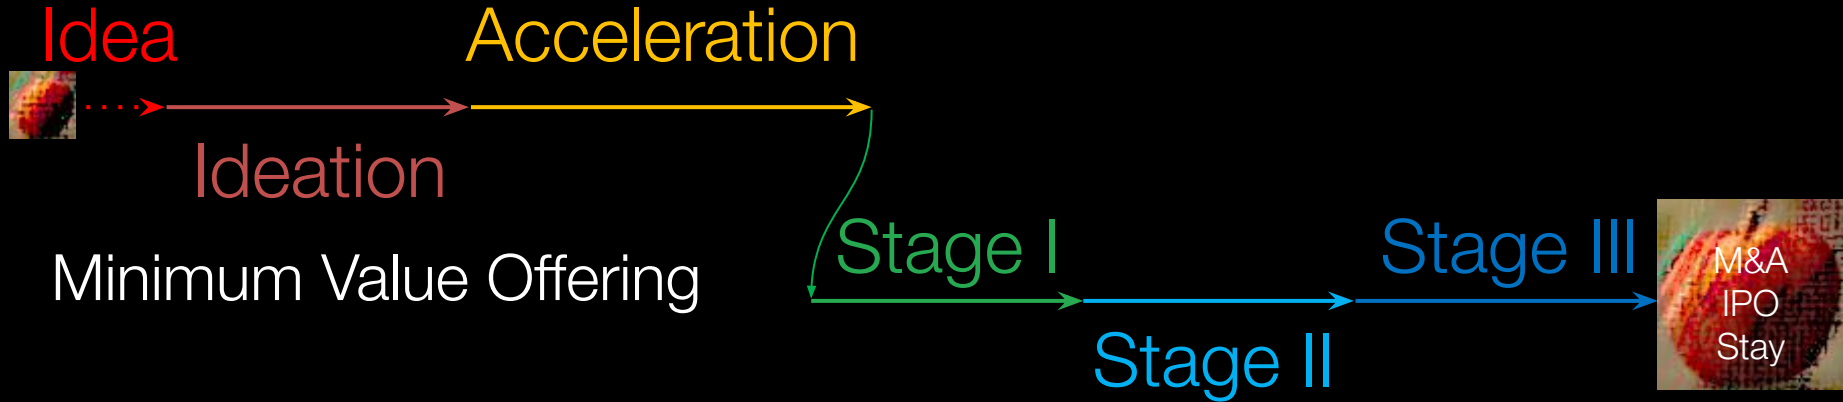 Idea
Acceleration
Ideation
Minimum Value Offering
Stage I
Stage II
Stage III
M&A
IPO
Stay